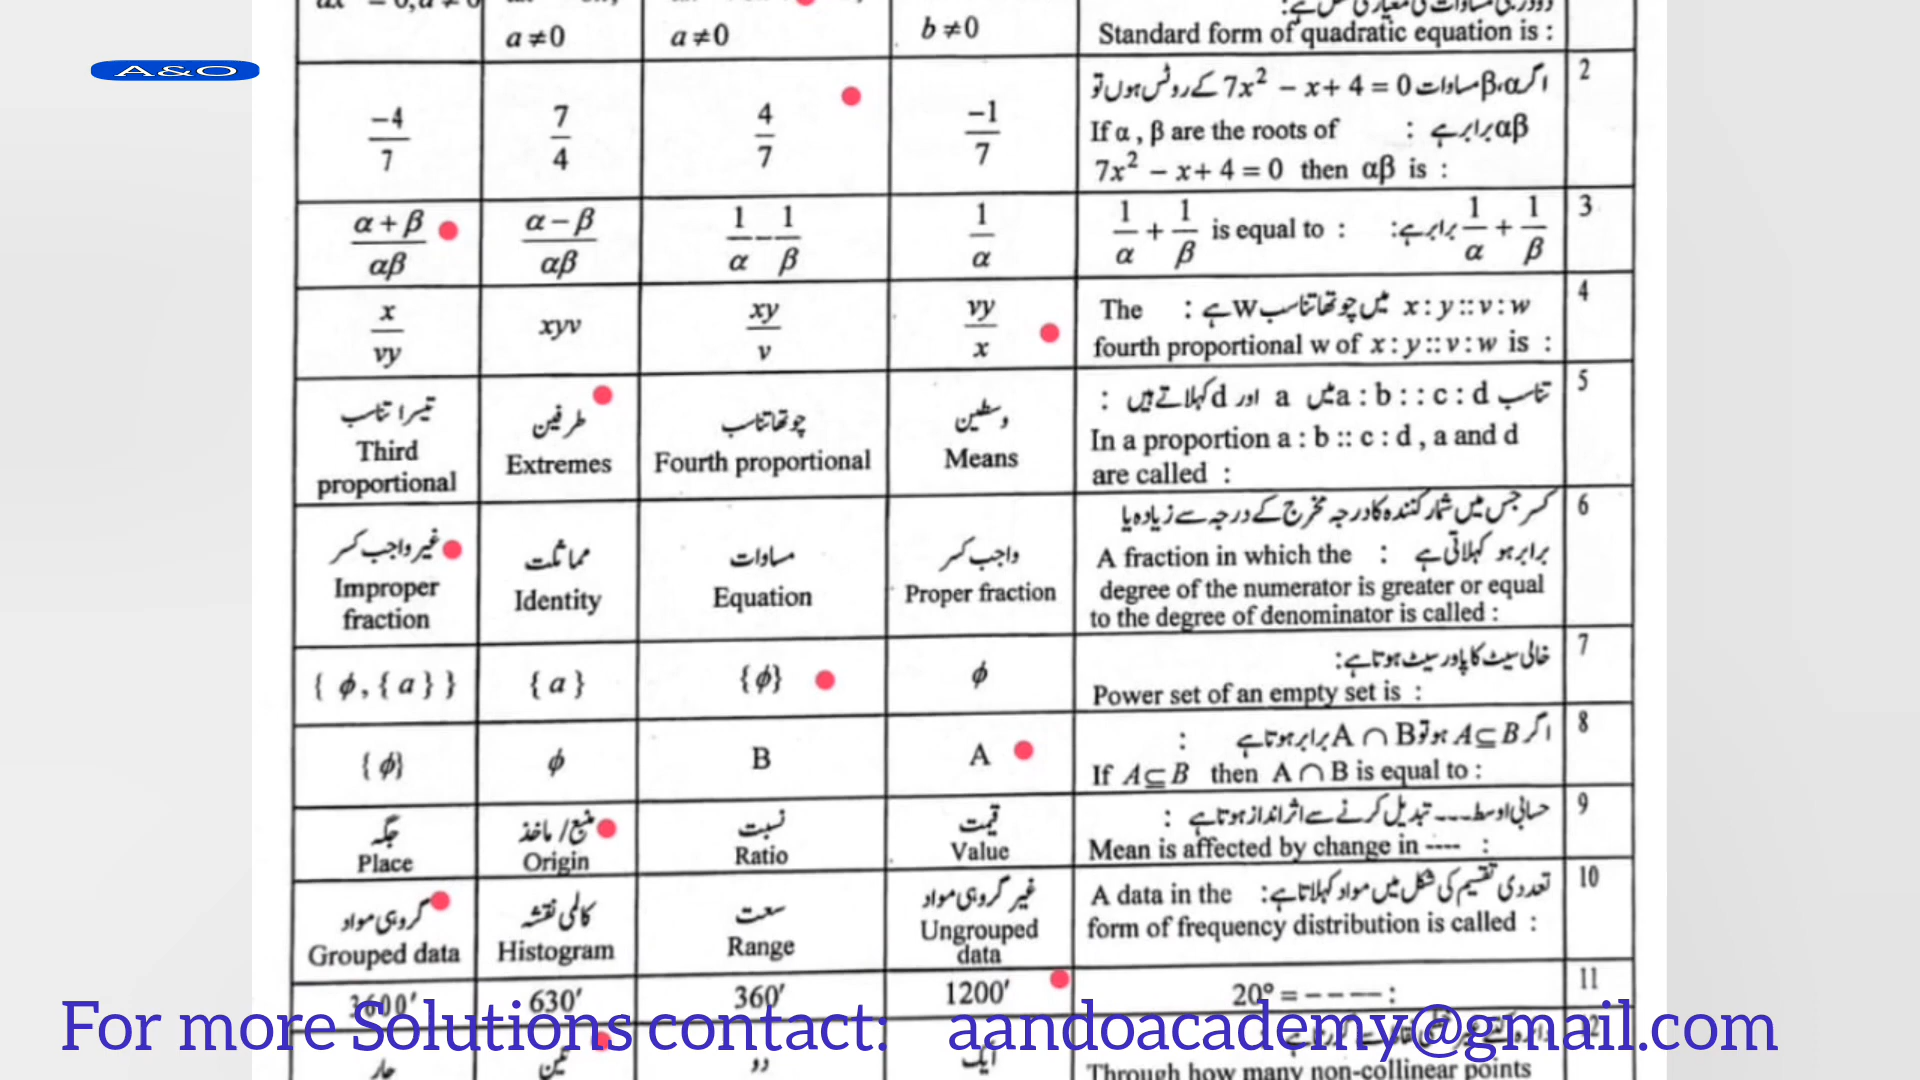 A&O
a ≠ 0
a ≠ 0
b ≠ 0
Standard form of quadratic equation is :
-4/7
7/4
4/7
-1/7
اگر β،α مساوات 7x² − x + 4 = 0 کے روٹس ہوں تو
If α , β are the roots of : αβ برابر ہے
7x² − x + 4 = 0 then αβ is :
2
α + β / αβ
α − β / αβ
1/α − 1/β
1/α
1/α + 1/β is equal to : 1/α + 1/β برابر ہے:
3
x/vy
xyv
xy/v
vy/x
The : x : y :: v : w میں چوتھا تناسب w ہے
fourth proportional w of x : y :: v : w is :
4
تیسرا تناسب
Third
proportional
طرفین
Extremes
چوتھا تناسب
Fourth proportional
وسطین
Means
تناسب a : b : : c : d میں a اور d کہلاتے ہیں :
In a proportion a : b :: c : d , a and d
are called :
5
غیر واجب کسر
Improper
fraction
مماثلت
Identity
مساوات
Equation
واجب کسر
Proper fraction
کسر جس میں شمار کنندہ کا درجہ مخرج کے درجہ سے زیادہ یا
A fraction in which the : برابر ہو کہلاتی ہے
degree of the numerator is greater or equal
to the degree of denominator is called :
6
{ ϕ , { a } }
{ a }
{ϕ}
ϕ
خالی سیٹ کا پاور سیٹ ہوتا ہے:
Power set of an empty set is :
7
{ ϕ}
ϕ
B
A
اگر A ⊆ B ہو تو A ∩ B برابر ہوتا ہے :
If A ⊆ B then A ∩ B is equal to :
8
جگہ
Place
منبع/ ماخذ
Origin
نسبت
Ratio
قیمت
Value
حسابی اوسط ---- تبدیل کرنے سے اثر انداز ہوتا ہے :
Mean is affected by change in ---- :
9
گروہی مواد
Grouped data
کالمی نقشہ
Histogram
سعت
Range
غیر گروہی مواد
Ungrouped
data
A data in the تعددی تقسیم کی شکل میں مواد کہلاتا ہے:
form of frequency distribution is called :
10
3600′
630′
360′
1200′
20° = − − − − :
11
For more Solutions contact: aandoacademy@gmail.com
چار
تین
دو
ایک
Through how many non-collinear points